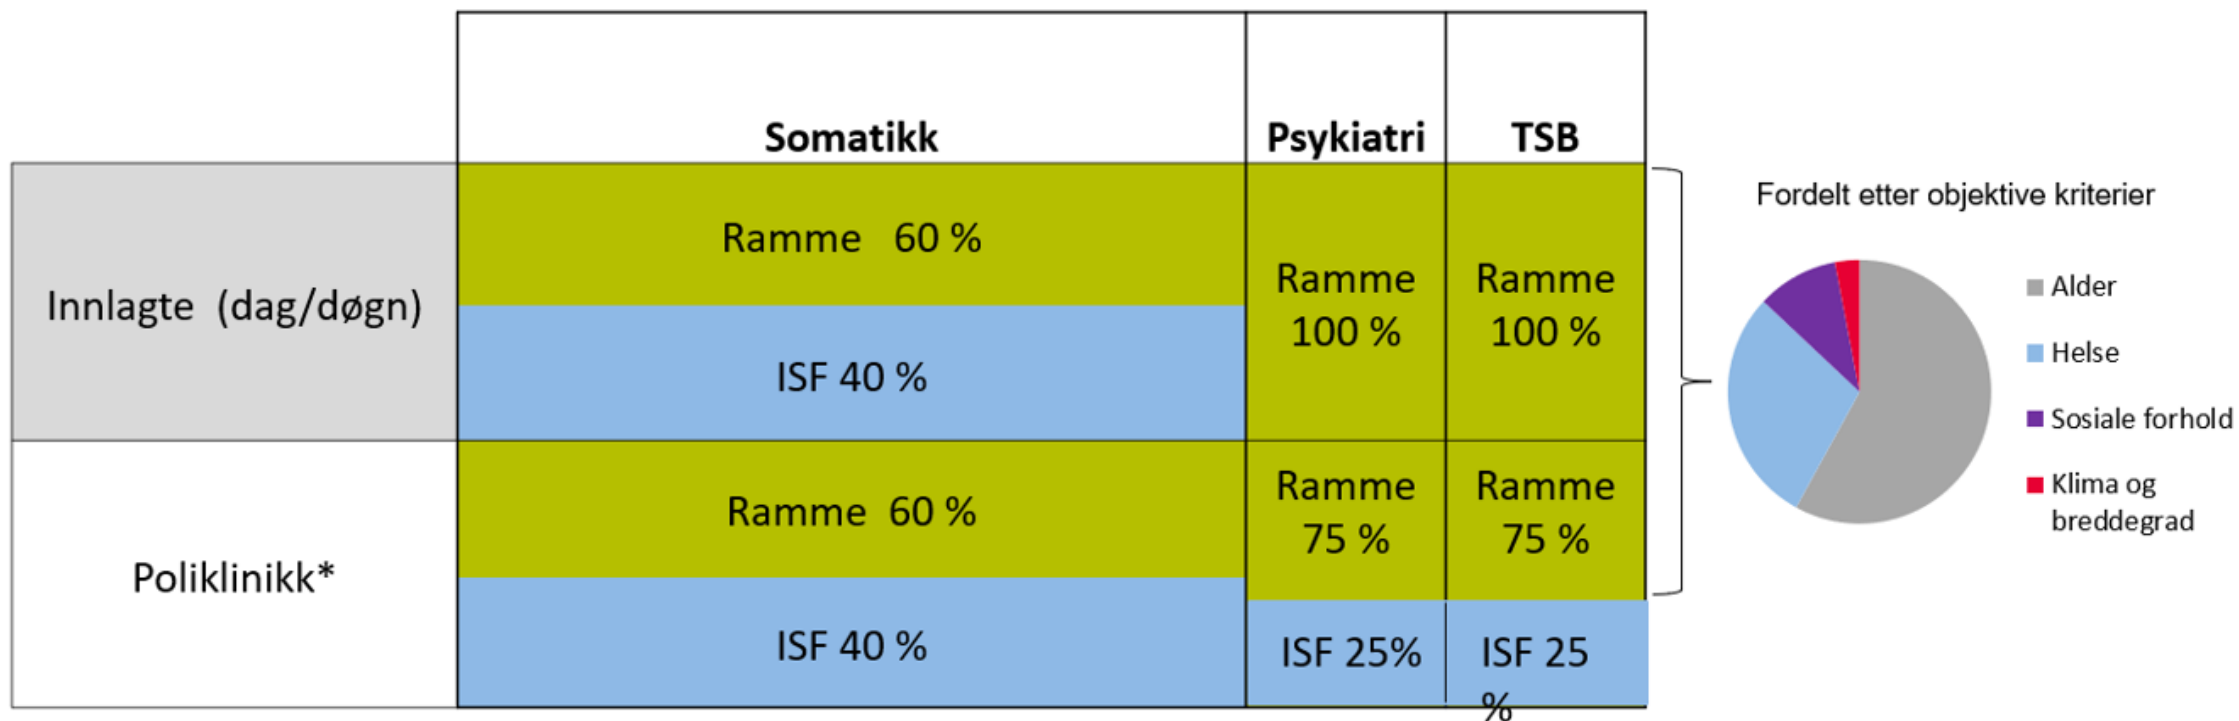 Somatikk
Psykiatri
TSB
Innlagte (dag/døgn)
Ramme 60 %
ISF 40 %
Ramme
100 %
Ramme
100 %
Poliklinikk*
Ramme 60 %
ISF 40 %
Ramme
75 %
ISF 25%
Ramme
75 %
ISF 25
%
Fordelt etter objektive kriterier
Alder
Helse
Sosiale forhold
Klima og
breddegrad